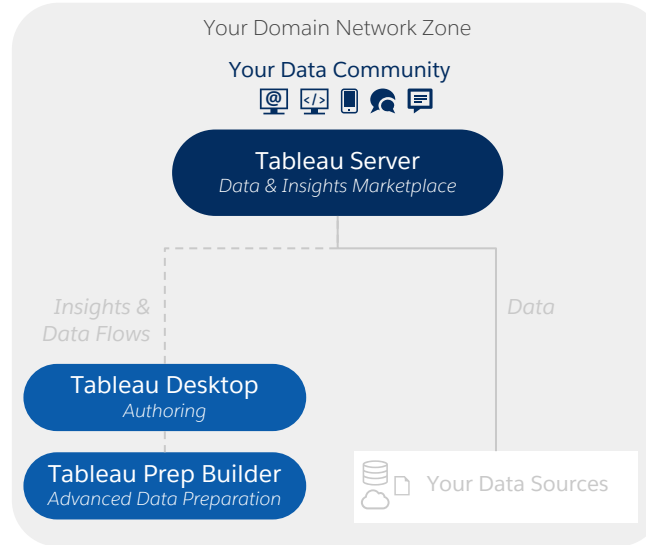 Your Domain Network Zone
Your Data Community
@ </>
Tableau Server
Data & Insights Marketplace
Insights &
Data Flows
Data
Tableau Desktop
Authoring
Tableau Prep Builder
Advanced Data Preparation
Your Data Sources